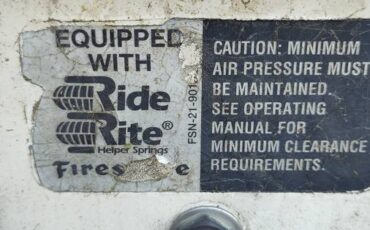 EQUIPPED
WITH
Ride
Rite®
Helper Springs
FSN-21-901
CAUTION: MINIMUM
AIR PRESSURE MUST
BE MAINTAINED.
SEE OPERATING
MANUAL FOR
MINIMUM CLEARANCE
REQUIREMENTS.